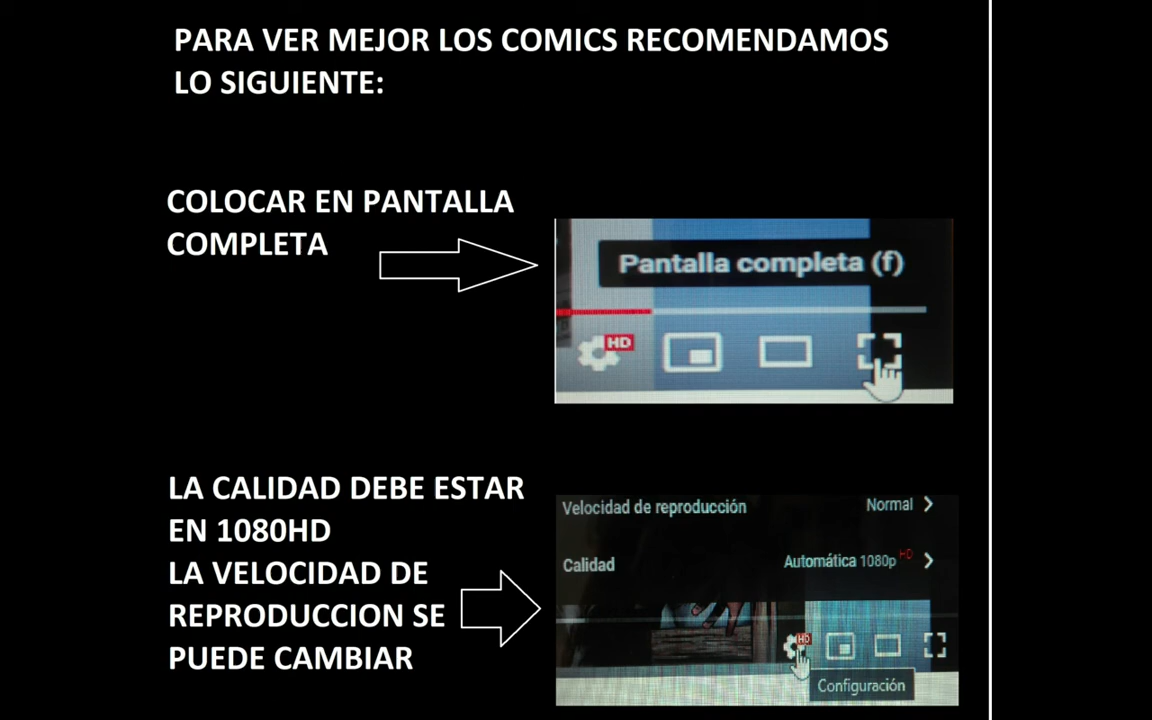 PARA VER MEJOR LOS COMICS RECOMENDAMOS
LO SIGUIENTE:
COLOCAR EN PANTALLA
COMPLETA
Pantalla completa (f)
HD
LA CALIDAD DEBE ESTAR
EN 1080HD
LA VELOCIDAD DE
REPRODUCCION SE
PUEDE CAMBIAR
Velocidad de reproducción Normal
Calidad Automática 1080p HD
HD
Configuración